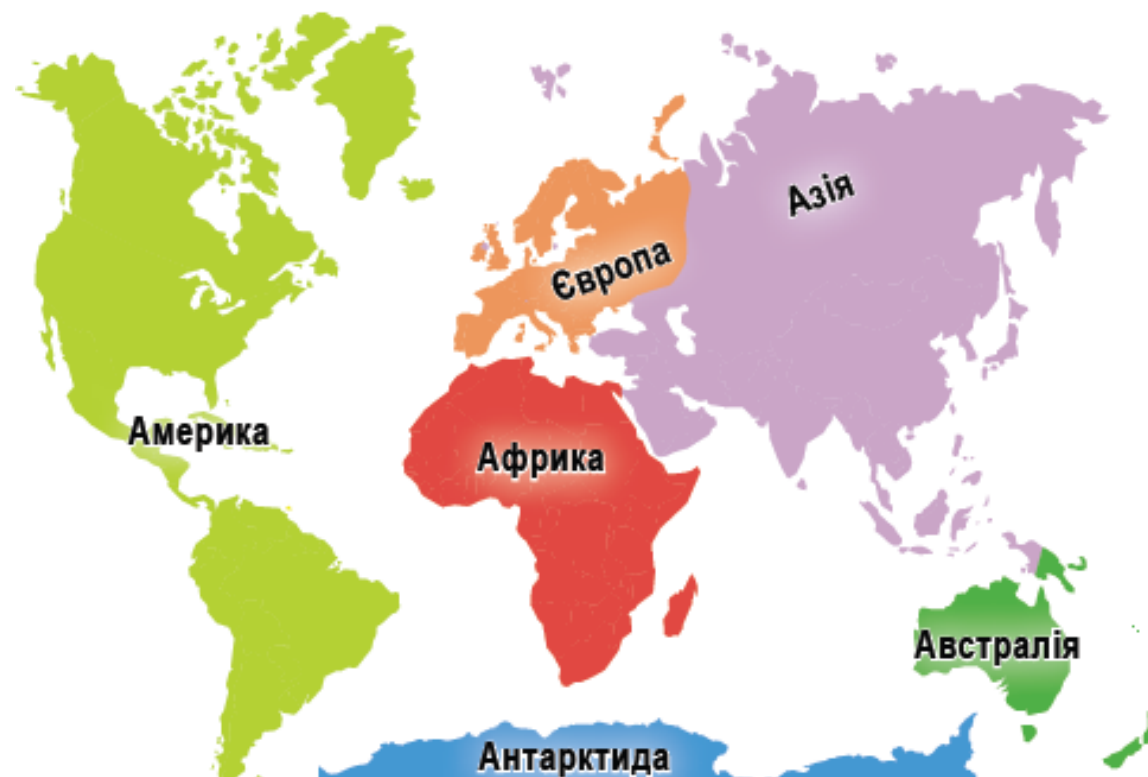 Азія
Європа
Америка
Африка
Австралія
Антарктида